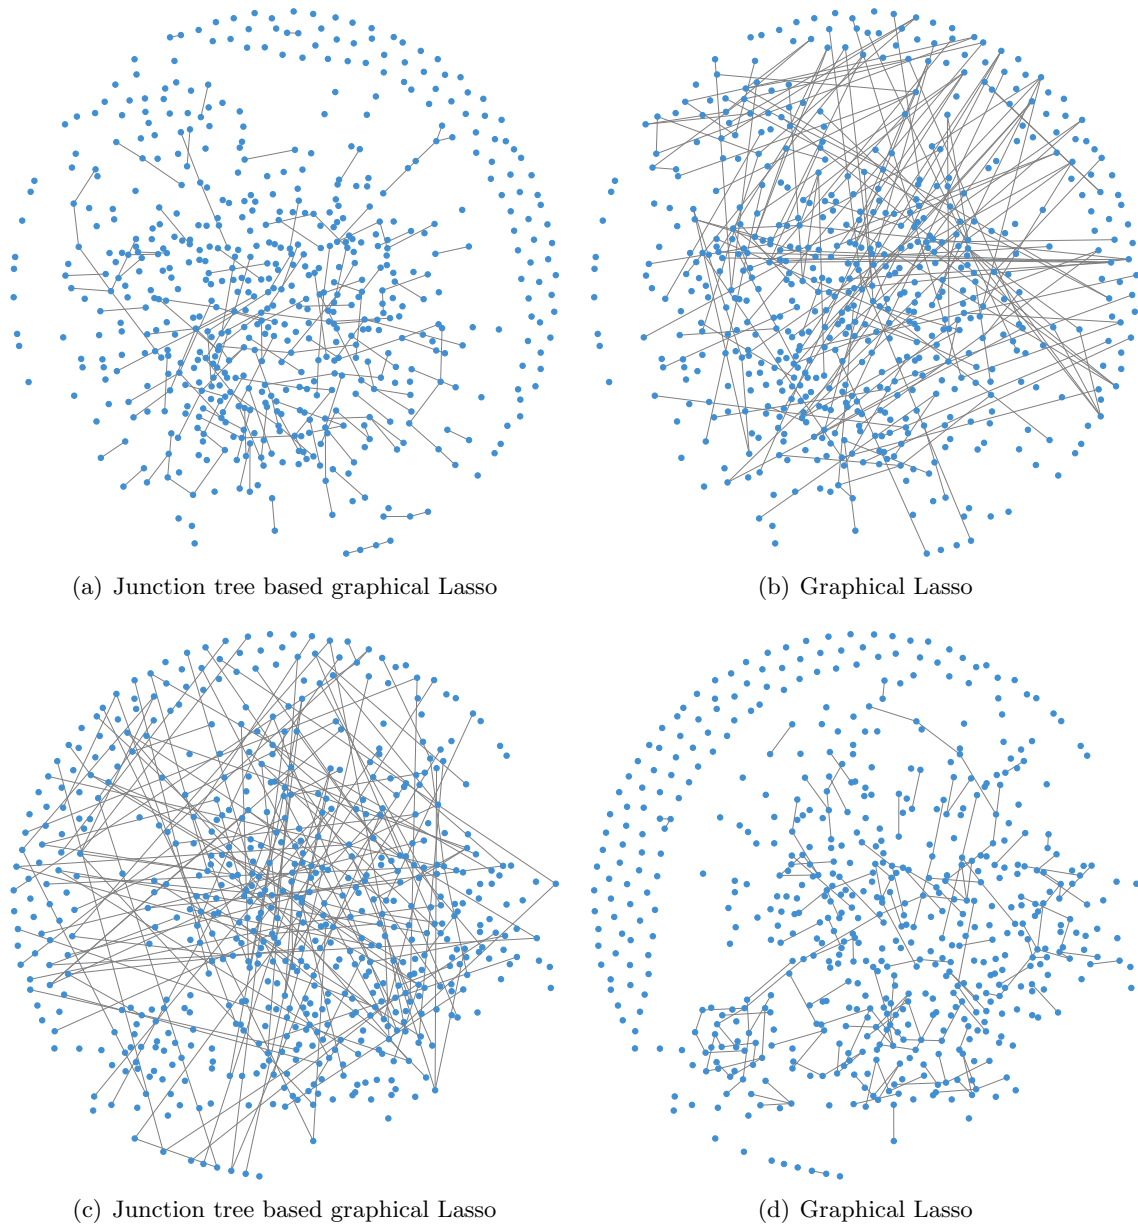 (a) Junction tree based graphical Lasso
(b) Graphical Lasso
(c) Junction tree based graphical Lasso
(d) Graphical Lasso